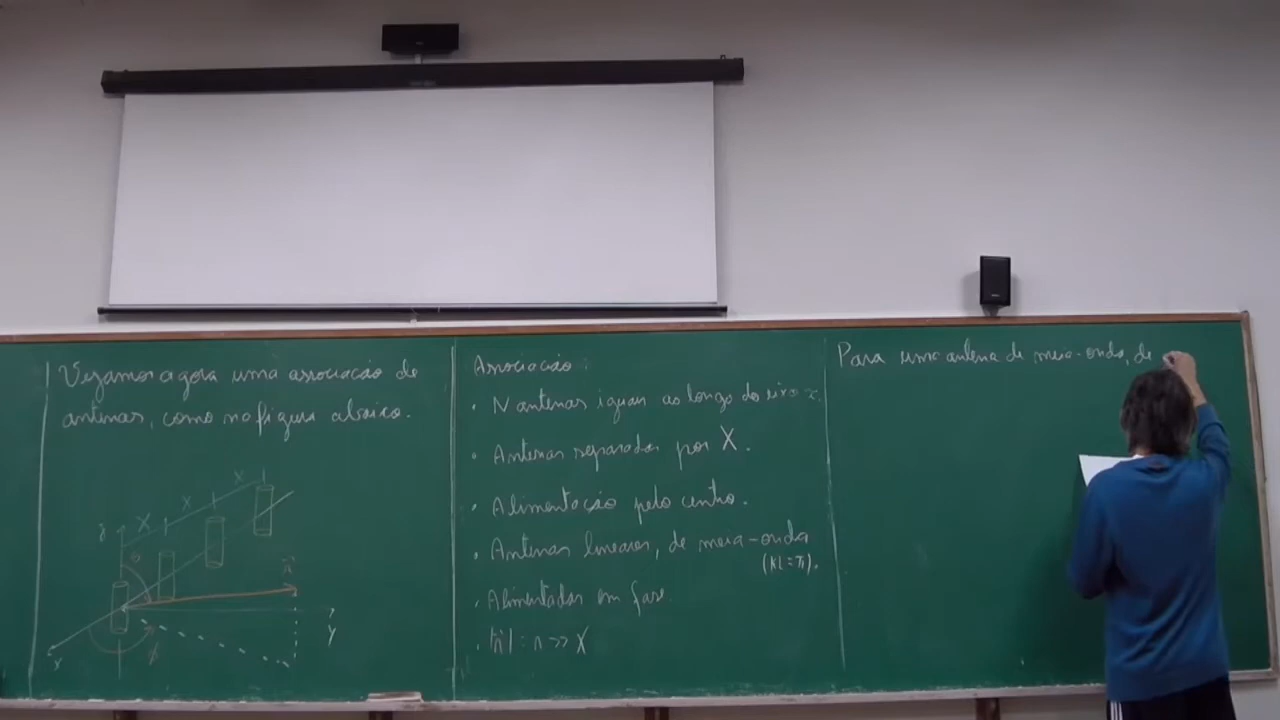 Vejamos agora uma associação de
antenas, como na figura abaixo.
z
X
X
X
θ
r
y
x
φ
Associação:
• N antenas iguais ao longo do eixo x.
• Antenas separadas por X.
• Alimentação pelo centro.
• Antenas lineares, de meia-onda
(kl = π).
• Alimentadas em fase.
• |r| = r >> X
Para uma antena de meia-onda, de